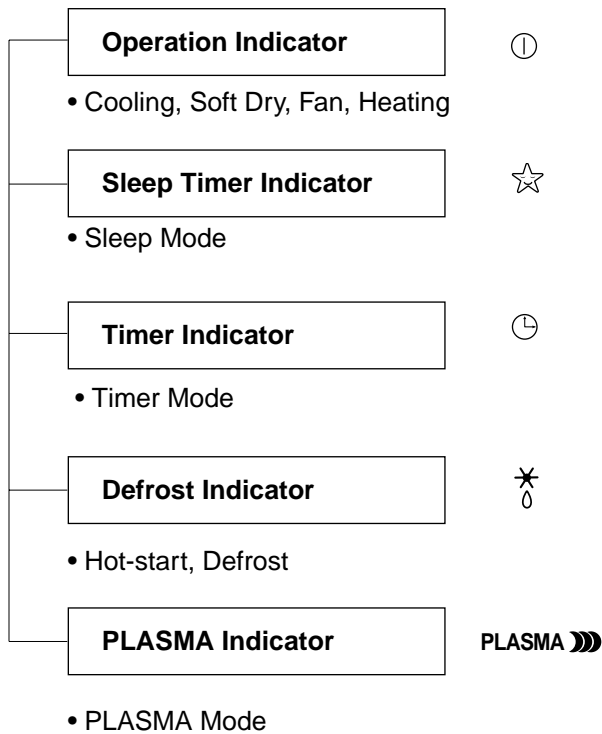 Operation Indicator
• Cooling, Soft Dry, Fan, Heating
Sleep Timer Indicator
• Sleep Mode
Timer Indicator
• Timer Mode
Defrost Indicator
• Hot-start, Defrost
PLASMA Indicator PLASMA
• PLASMA Mode